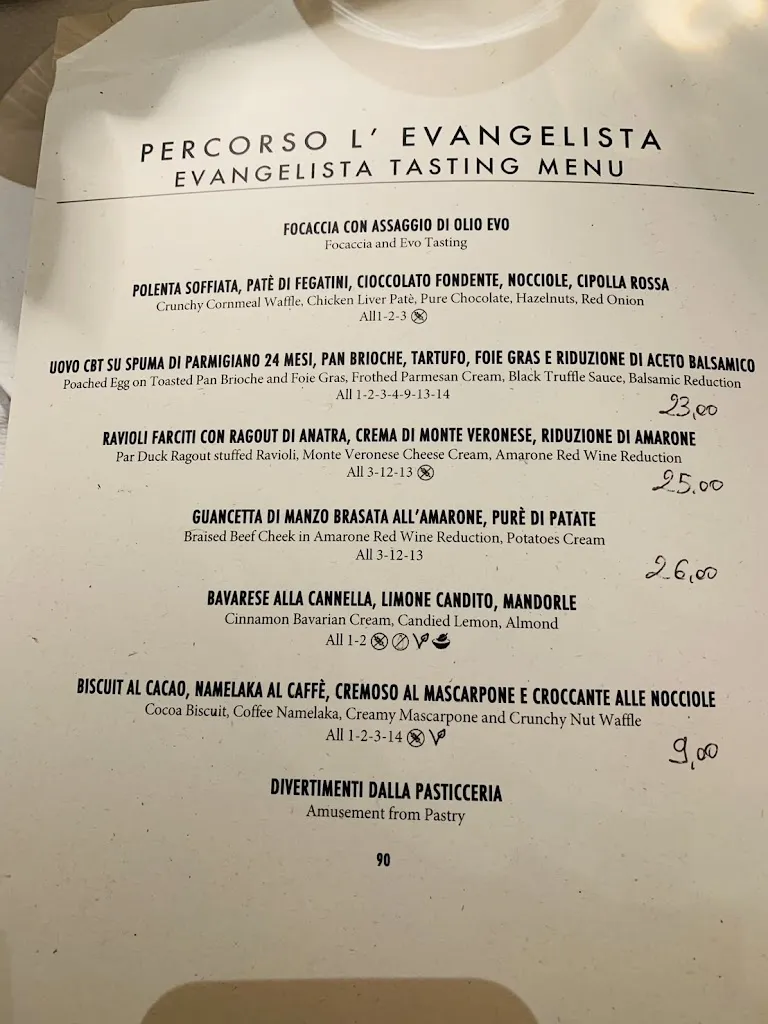 PERCORSO L' EVANGELISTA
EVANGELISTA TASTING MENU
FOCACCIA CON ASSAGGIO DI OLIO EVO
Focaccia and Evo Tasting
POLENTA SOFFIATA, PATÈ DI FEGATINI, CIOCCOLATO FONDENTE, NOCCIOLE, CIPOLLA ROSSA
Crunchy Cornmeal Waffle, Chicken Liver Patè, Pure Chocolate, Hazelnuts, Red Onion
All1-2-3
UOVO CBT SU SPUMA DI PARMIGIANO 24 MESI, PAN BRIOCHE, TARTUFO, FOIE GRAS E RIDUZIONE DI ACETO BALSAMICO
Poached Egg on Toasted Pan Brioche and Foie Gras, Frothed Parmesan Cream, Black Truffle Sauce, Balsamic Reduction
All 1-2-3-4-9-13-14
23,00
RAVIOLI FARCITI CON RAGOUT DI ANATRA, CREMA DI MONTE VERONESE, RIDUZIONE DI AMARONE
Par Duck Ragout stuffed Ravioli, Monte Veronese Cheese Cream, Amarone Red Wine Reduction
All 3-12-13
25.00
GUANCETTA DI MANZO BRASATA ALL'AMARONE, PURÈ DI PATATE
Braised Beef Cheek in Amarone Red Wine Reduction, Potatoes Cream
All 3-12-13
26,00
BAVARESE ALLA CANNELLA, LIMONE CANDITO, MANDORLE
Cinnamon Bavarian Cream, Candied Lemon, Almond
All 1-2
BISCUIT AL CACAO, NAMELAKA AL CAFFÈ, CREMOSO AL MASCARPONE E CROCCANTE ALLE NOCCIOLE
Cocoa Biscuit, Coffee Namelaka, Creamy Mascarpone and Crunchy Nut Waffle
All 1-2-3-14
9,00
DIVERTIMENTI DALLA PASTICCERIA
Amusement from Pastry
90